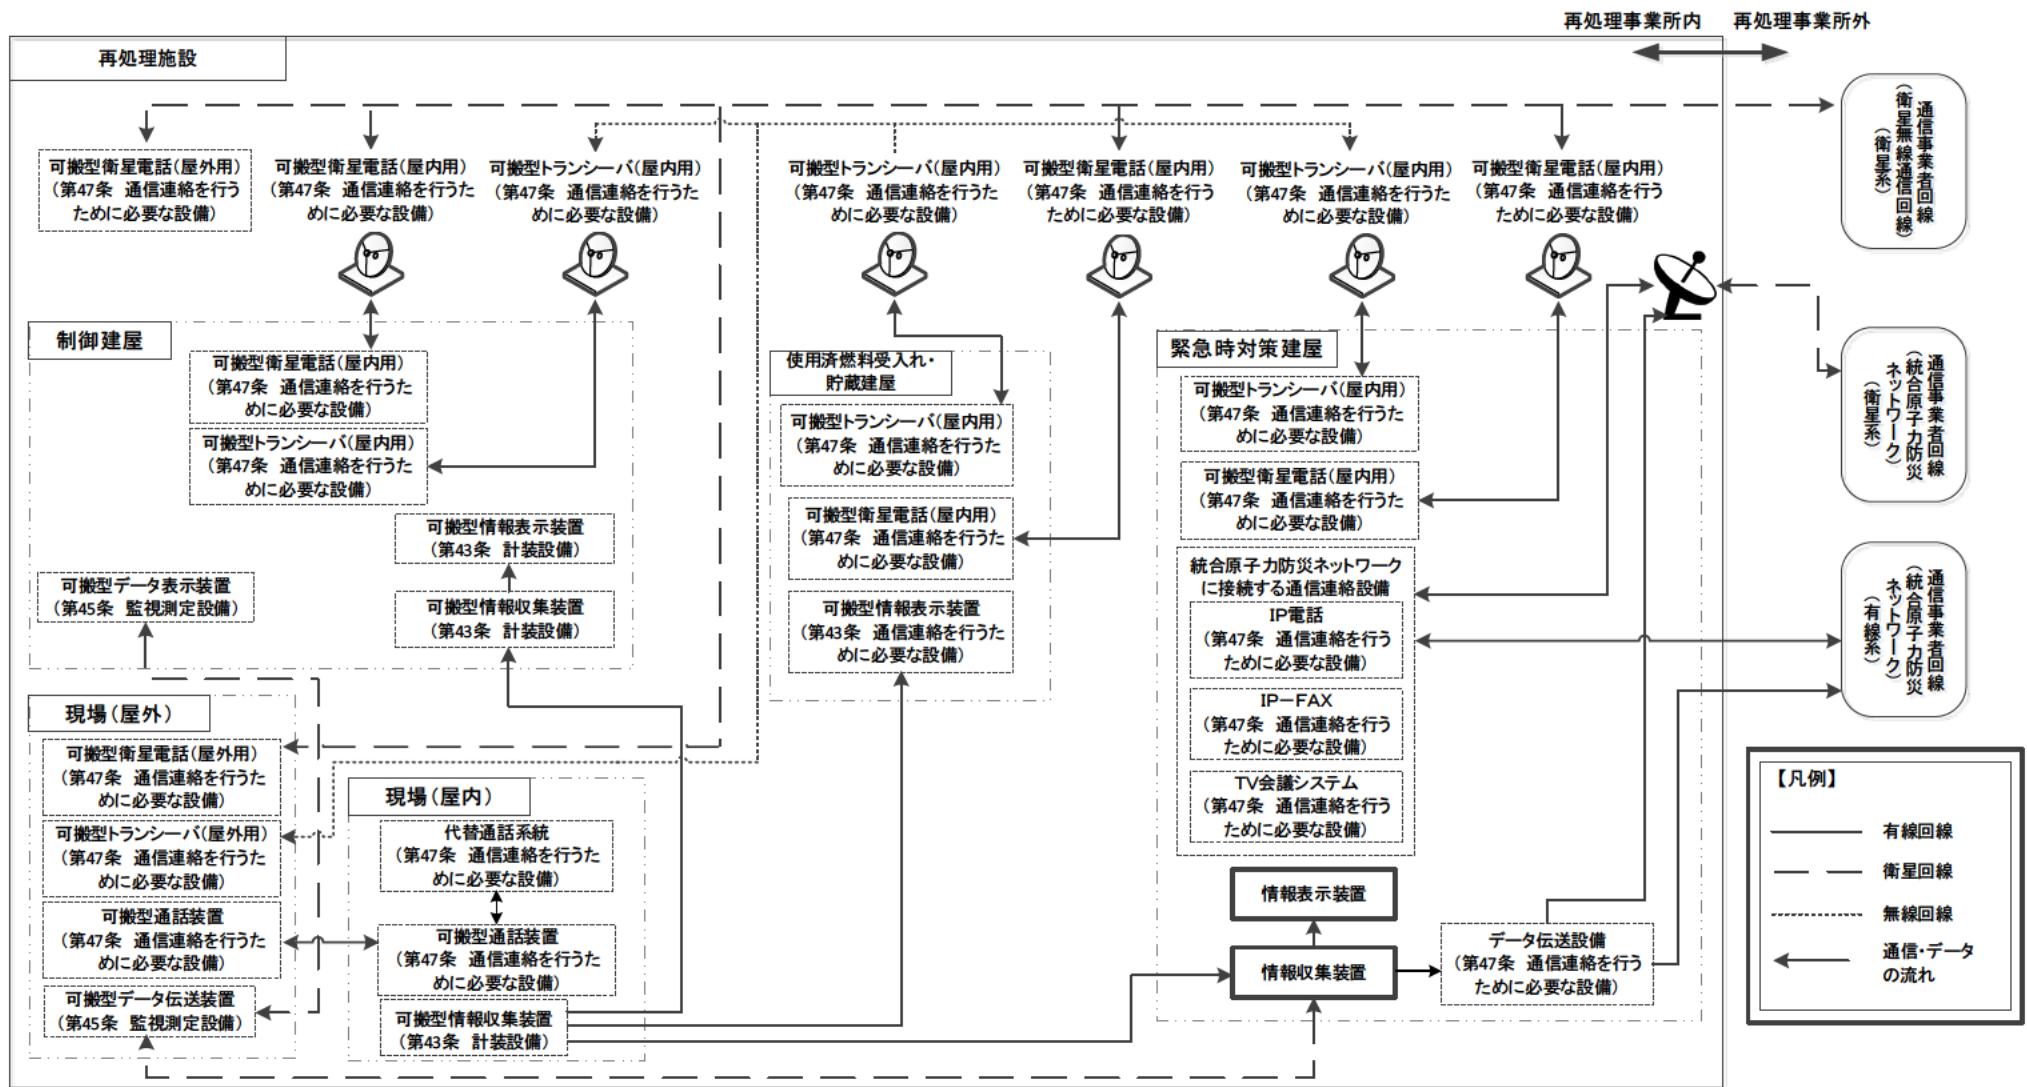 再処理事業所内
再処理事業所外
再処理施設
可搬型衛星電話(屋外用)
(第47条 通信連絡を行う
ために必要な設備)
可搬型衛星電話(屋内用)
(第47条 通信連絡を行うた
めに必要な設備)
可搬型トランシーバ(屋内用)
(第47条 通信連絡を行うた
めに必要な設備)
可搬型トランシーバ(屋内用)
(第47条 通信連絡を行うた
めに必要な設備)
可搬型衛星電話(屋内用)
(第47条 通信連絡を行うた
めに必要な設備)
可搬型トランシーバ(屋内用)
(第47条 通信連絡を行うた
めに必要な設備)
可搬型衛星電話(屋内用)
(第47条 通信連絡を行う
ために必要な設備)
通信事業者回線
(衛星無線通信回線)
(衛星系)
制御建屋
可搬型衛星電話(屋内用)
(第47条 通信連絡を行うた
めに必要な設備)
可搬型トランシーバ(屋内用)
(第47条 通信連絡を行うた
めに必要な設備)
可搬型情報表示装置
(第43条 計装設備)
可搬型データ表示装置
(第45条 監視測定設備)
可搬型情報収集装置
(第43条 計装設備)
使用済燃料受入れ・
貯蔵建屋
可搬型トランシーバ(屋内用)
(第47条 通信連絡を行うた
めに必要な設備)
可搬型衛星電話(屋内用)
(第47条 通信連絡を行うた
めに必要な設備)
可搬型情報表示装置
(第43条 通信連絡を行うた
めに必要な設備)
緊急時対策建屋
可搬型トランシーバ(屋内用)
(第47条 通信連絡を行うた
めに必要な設備)
可搬型衛星電話(屋内用)
(第47条 通信連絡を行うた
めに必要な設備)
統合原子力防災ネットワーク
に接続する通信連絡設備
IP電話
(第47条 通信連絡を行う
ために必要な設備)
IP-FAX
(第47条 通信連絡を行う
ために必要な設備)
TV会議システム
(第47条 通信連絡を行う
ために必要な設備)
情報表示装置
情報収集装置
データ伝送設備
(第47条 通信連絡を行う
ために必要な設備)
通信事業者回線
(統合原子力防災
ネットワーク)
(衛星系)
通信事業者回線
(統合原子力防災
ネットワーク)
(有線系)
現場(屋外)
可搬型衛星電話(屋外用)
(第47条 通信連絡を行うた
めに必要な設備)
可搬型トランシーバ(屋外用)
(第47条 通信連絡を行うた
めに必要な設備)
可搬型通話装置
(第47条 通信連絡を行うた
めに必要な設備)
可搬型データ伝送装置
(第45条 監視測定設備)
現場(屋内)
代替通話系統
(第47条 通信連絡を行うた
めに必要な設備)
可搬型通話装置
(第47条 通信連絡を行うた
めに必要な設備)
可搬型情報収集装置
(第43条 計装設備)
【凡例】
有線回線
衛星回線
無線回線
通信・データ
の流れ